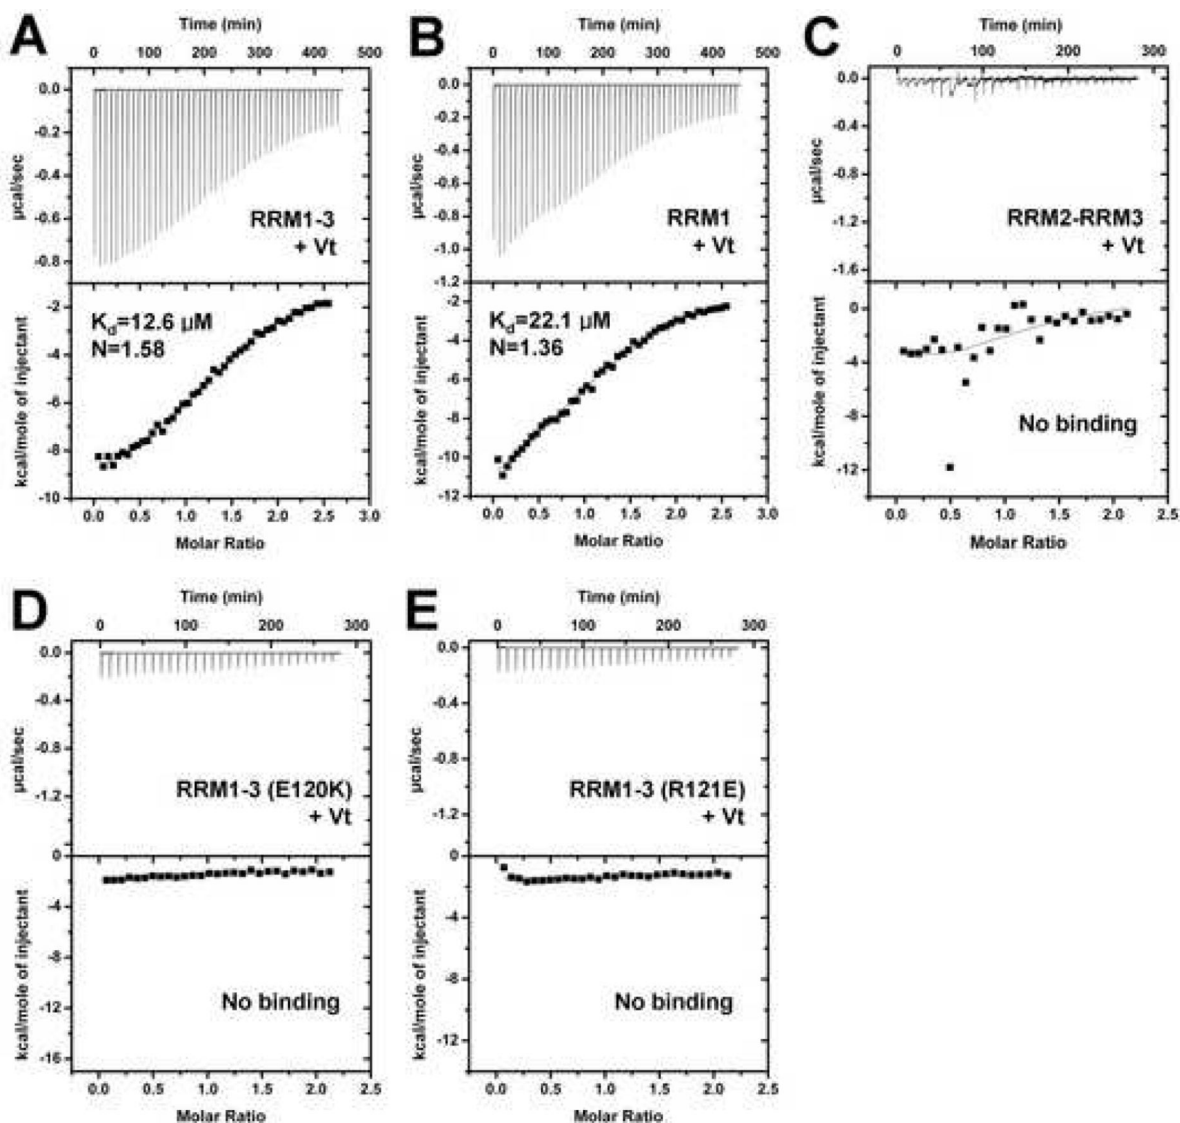 A
Time (min)
0 100 200 300 400 500
0.0
-0.2
-0.4
-0.6
-0.8
µcal/sec
RRM1-3
+ Vt
-2
-4
-6
-8
-10
kcal/mole of injectant
Kd=12.6 µM
N=1.58
0.0 0.5 1.0 1.5 2.0 2.5 3.0
Molar Ratio
B
Time (min)
0 100 200 300 400 500
0.0
-0.2
-0.4
-0.6
-0.8
-1.0
-1.2
µcal/sec
RRM1
+ Vt
-2
-4
-6
-8
-10
-12
kcal/mole of injectant
Kd=22.1 µM
N=1.36
0.0 0.5 1.0 1.5 2.0 2.5 3.0
Molar Ratio
C
Time (min)
0 100 200 300
0.0
-0.4
-0.8
-1.2
-1.6
µcal/sec
RRM2-RRM3
+ Vt
0
-4
-8
-12
kcal/mole of injectant
No binding
0.0 0.5 1.0 1.5 2.0 2.5
Molar Ratio
D
Time (min)
0 100 200 300
0.0
-0.4
-0.8
-1.2
µcal/sec
RRM1-3 (E120K)
+ Vt
0
-4
-8
-12
-16
kcal/mole of injectant
No binding
0.0 0.5 1.0 1.5 2.0 2.5
Molar Ratio
E
Time (min)
0 50 100 150 200 250 300
0.0
-0.4
-0.8
-1.2
µcal/sec
RRM1-3 (R121E)
+ Vt
0
-4
-8
-12
kcal/mole of injectant
No binding
0.0 0.5 1.0 1.5 2.0 2.5
Molar Ratio